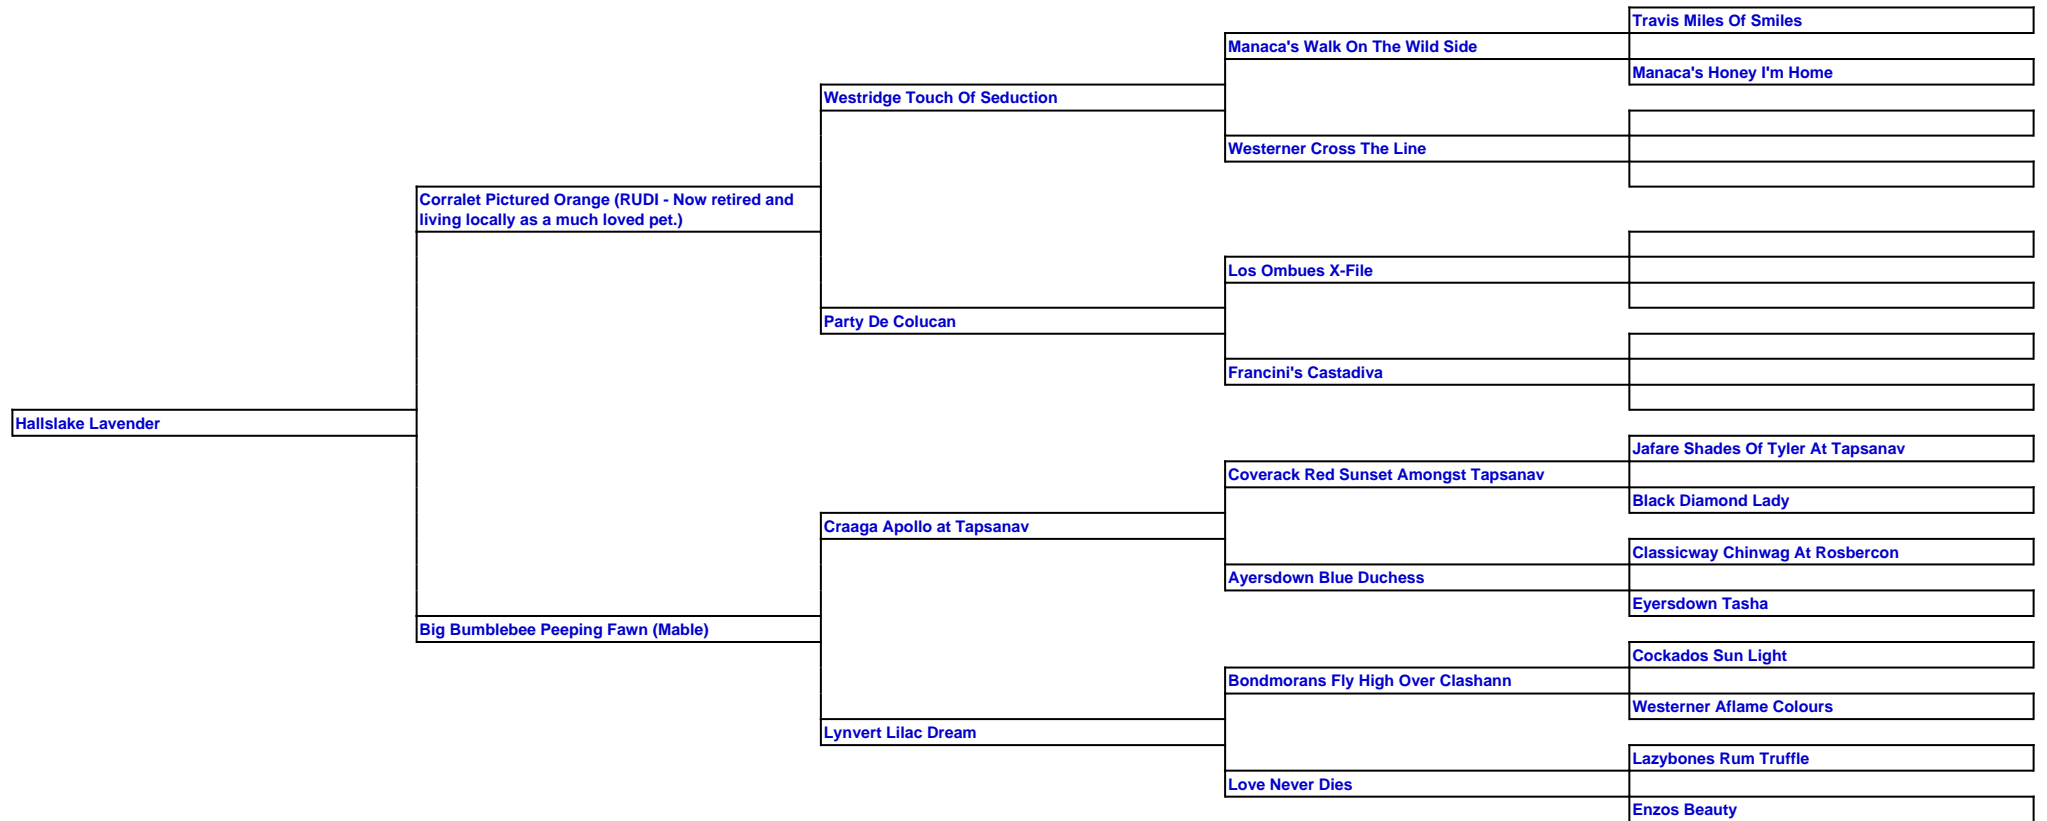 Travis Miles Of Smiles
Manaca's Walk On The Wild Side
Manaca's Honey I'm Home
Westridge Touch Of Seduction
Westerner Cross The Line
Corralet Pictured Orange (RUDI - Now retired and
living locally as a much loved pet.)
Los Ombues X-File
Party De Colucan
Francini's Castadiva
Hallslake Lavender
Jafare Shades Of Tyler At Tapsanav
Coverack Red Sunset Amongst Tapsanav
Black Diamond Lady
Craaga Apollo at Tapsanav
Classicway Chinwag At Rosbercon
Ayersdown Blue Duchess
Eyersdown Tasha
Big Bumblebee Peeping Fawn (Mable)
Cockados Sun Light
Bondmorans Fly High Over Clashann
Westerner Aflame Colours
Lynvert Lilac Dream
Lazybones Rum Truffle
Love Never Dies
Enzos Beauty